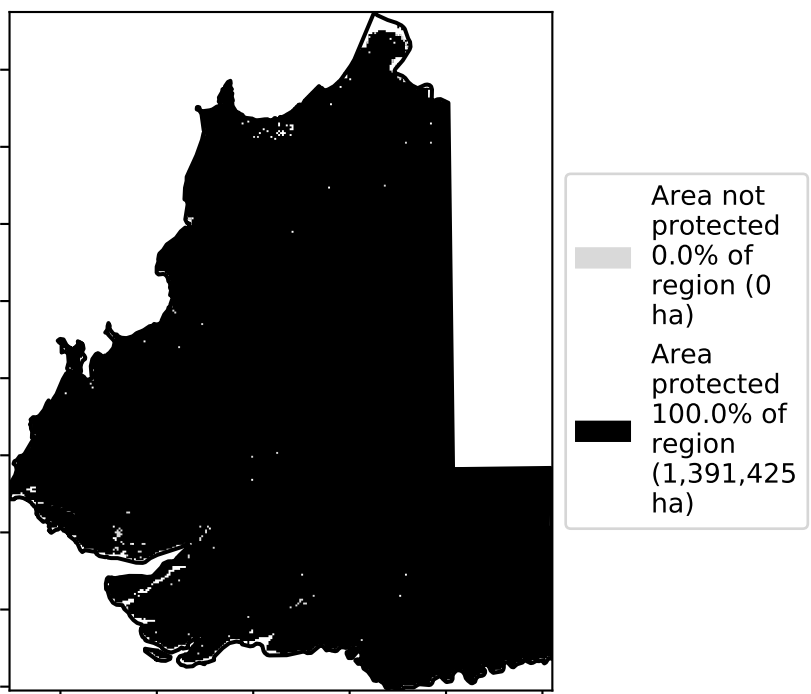 Area not
protected
0.0% of
region (0
ha)
Area
protected
100.0% of
region
(1,391,425
ha)